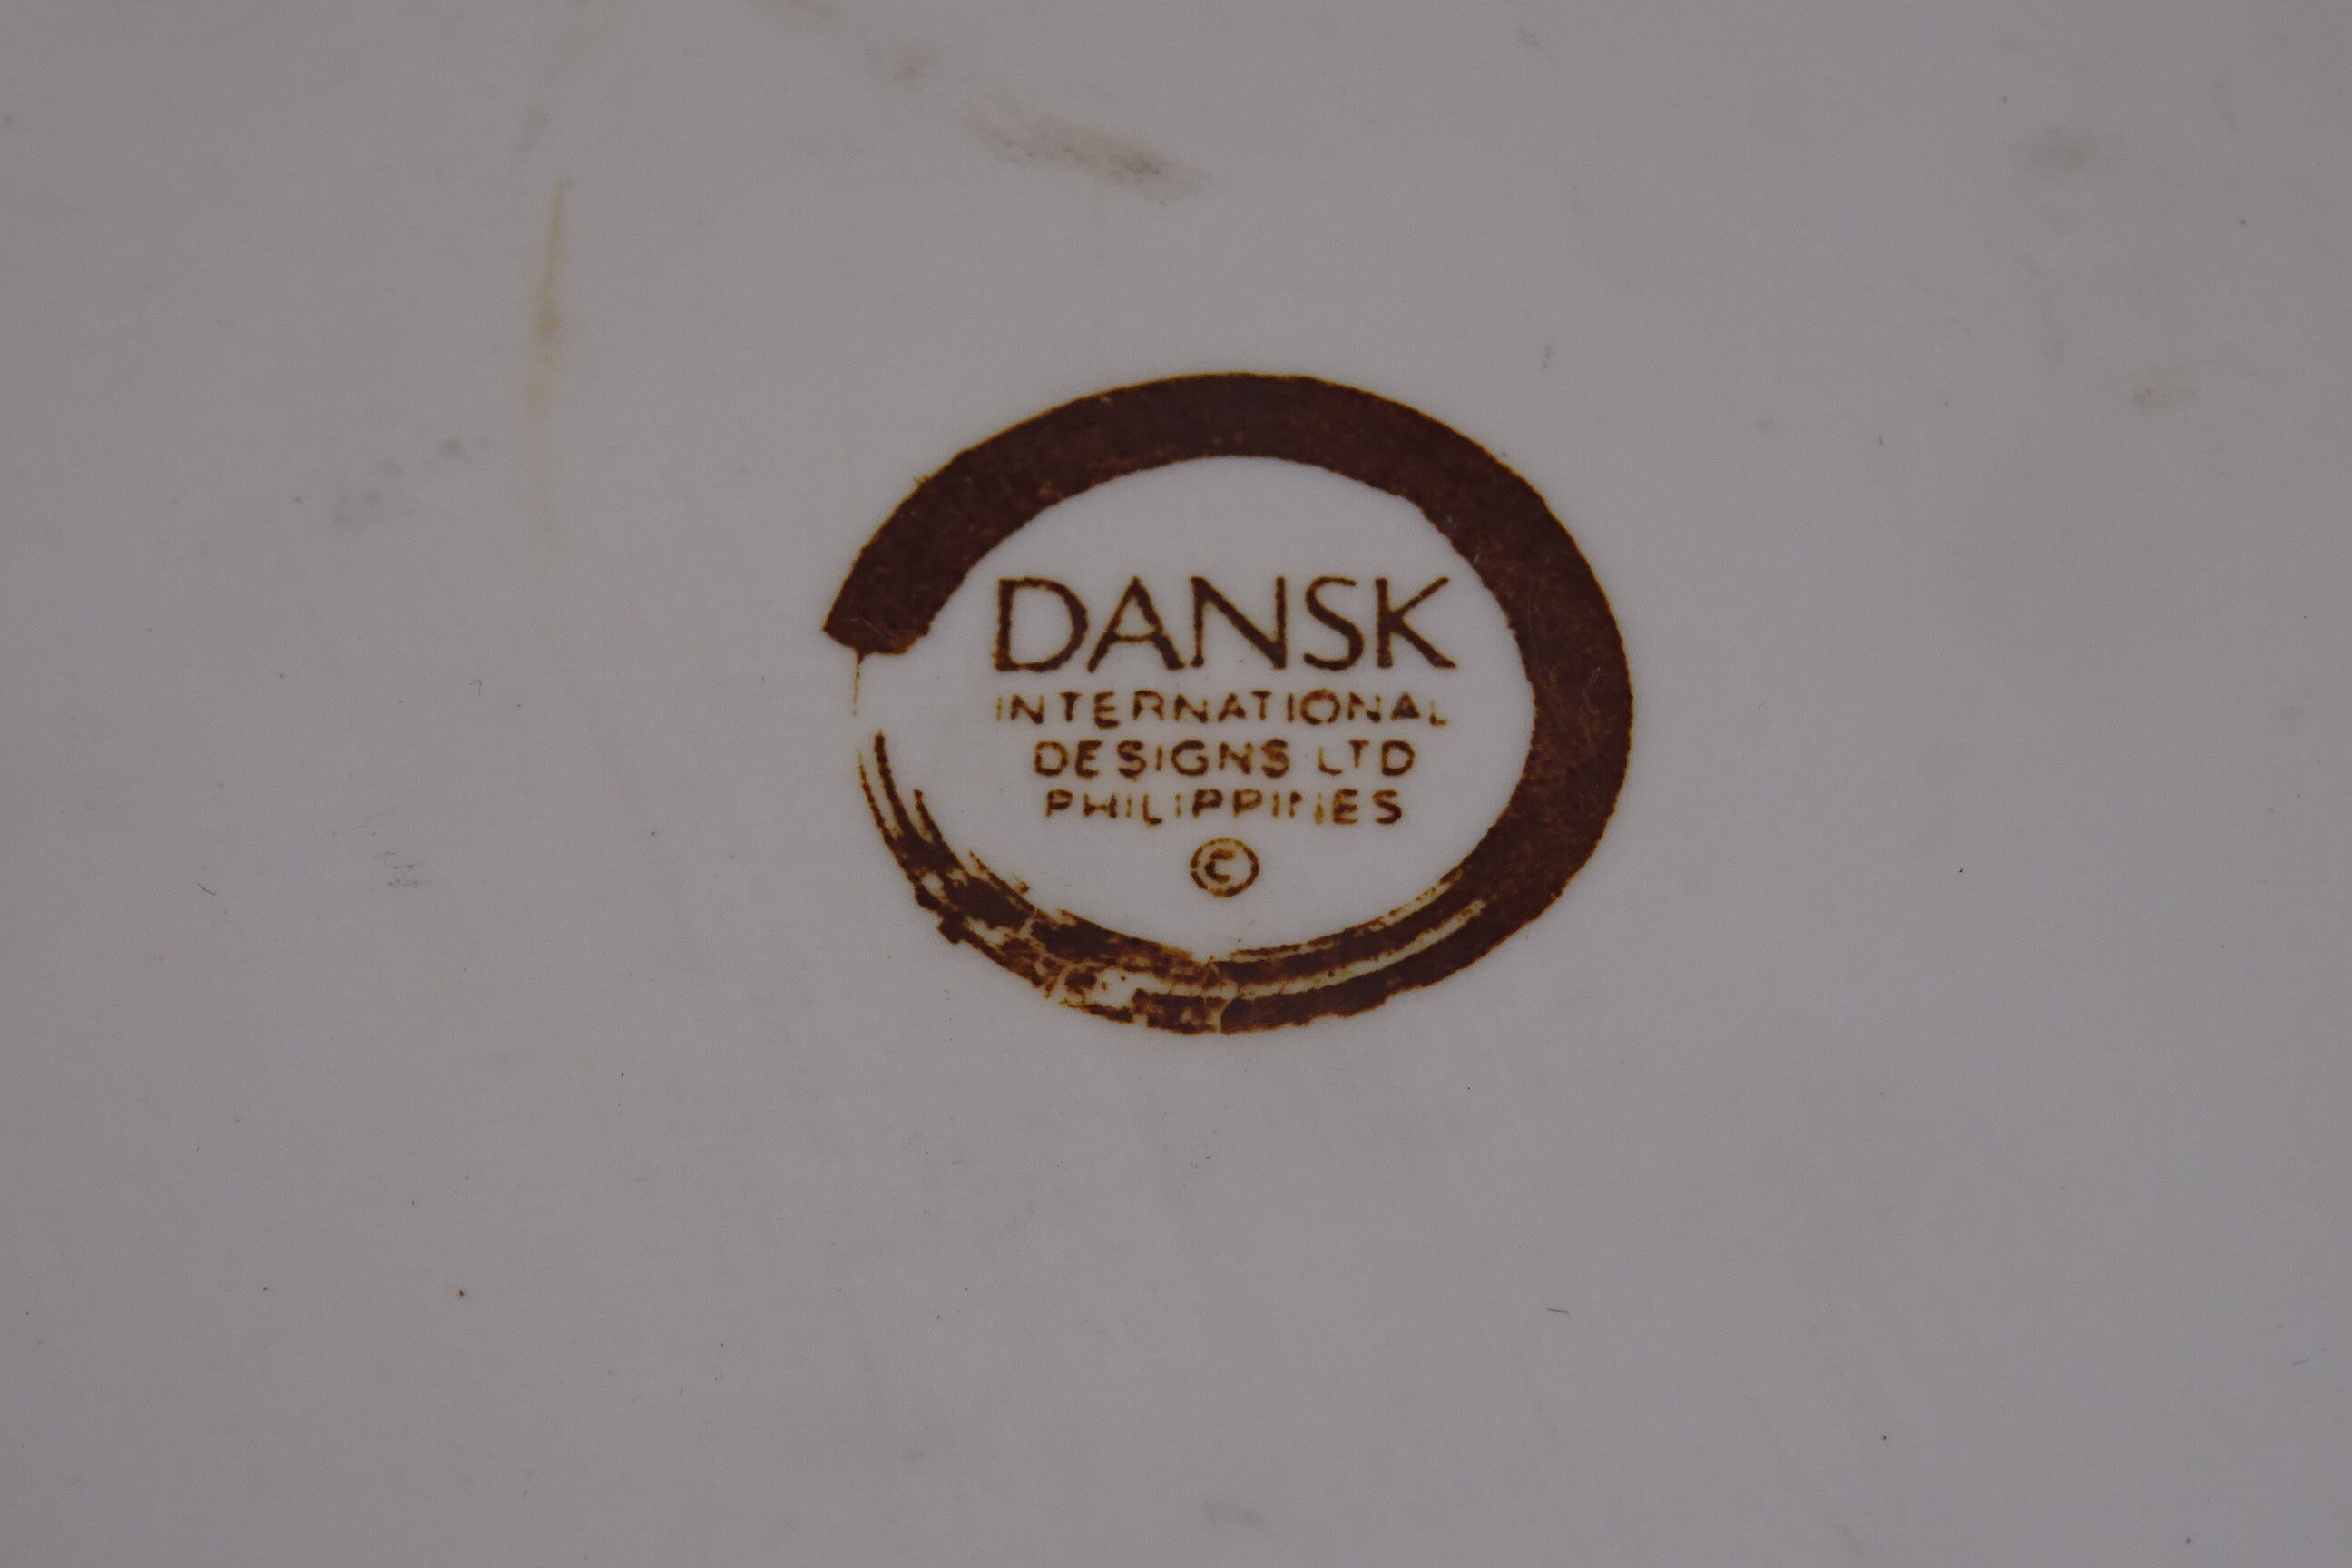 DANSK
INTERNATIONAL
DESIGNS LTD
PHILIPPINES
©